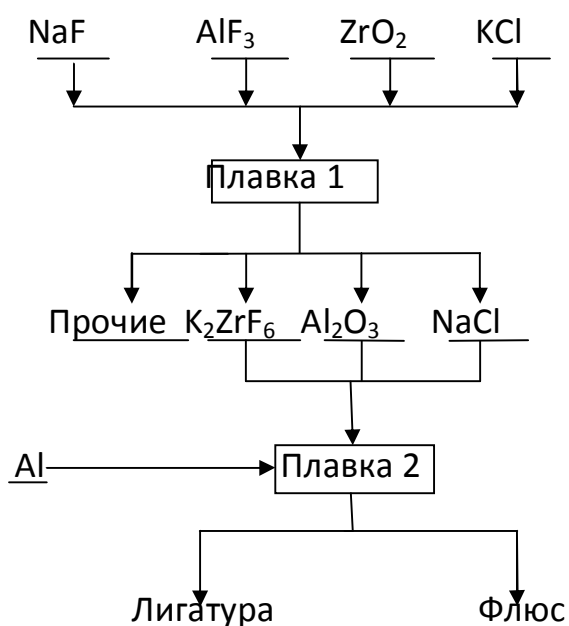 NaF AlF₃ ZrO₂ KCl
Плавка 1
Прочие K₂ZrF₆ Al₂O₃ NaCl
Al Плавка 2
Лигатура Флюс